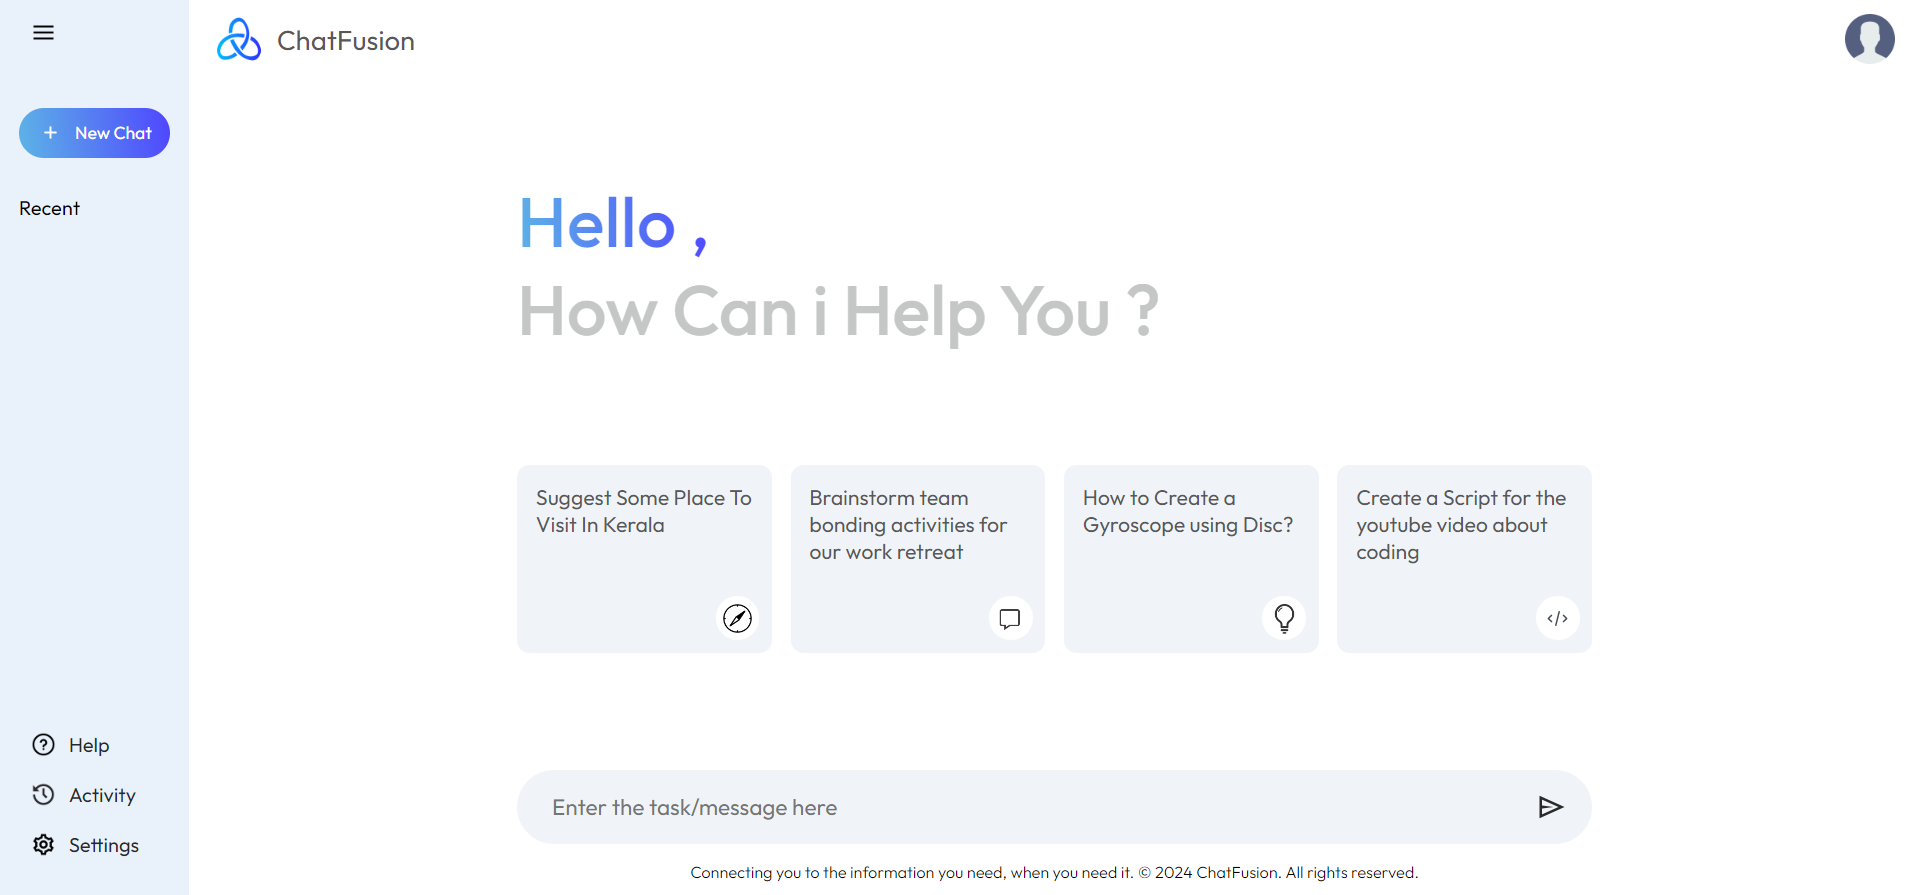 ChatFusion
+ New Chat
Recent
Hello ,
How Can i Help You ?
Suggest Some Place To
Visit In Kerala
Brainstorm team
bonding activities for
our work retreat
How to Create a
Gyroscope using Disc?
Create a Script for the
youtube video about
coding
</>
Help
Activity
Settings
Enter the task/message here
Connecting you to the information you need, when you need it. © 2024 ChatFusion. All rights reserved.